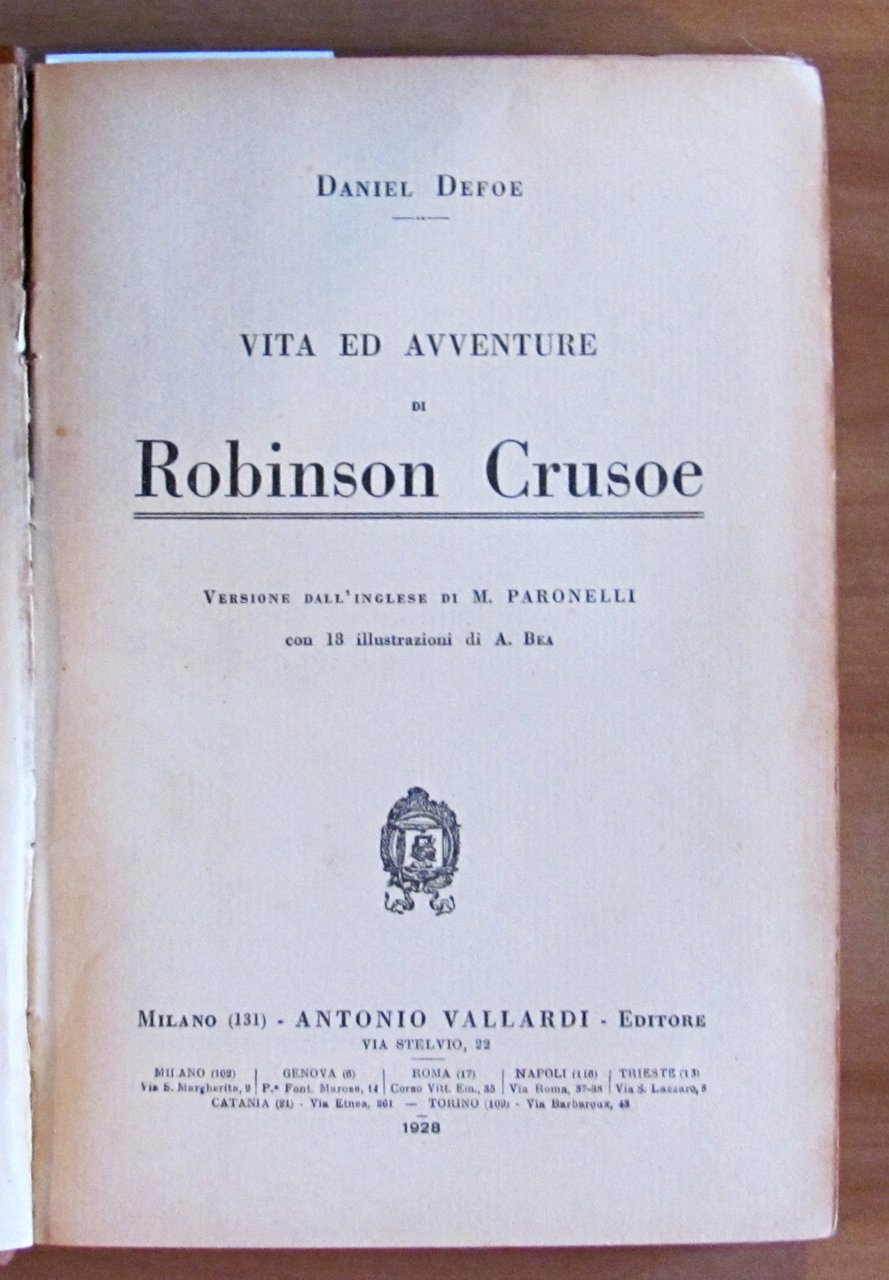 DANIEL DEFOE
VITA ED AVVENTURE
DI
Robinson Crusoe
VERSIONE DALL'INGLESE DI M. PARONELLI
con 13 illustrazioni di A. BEA
MILANO (131) - ANTONIO VALLARDI - EDITORE
VIA STELVIO, 22
MILANO (102) | GENOVA (6) | ROMA (17) | NAPOLI (116) | TRIESTE (13)
Via S. Margherita, 9 | P.a Font. Marose, 14 | Corso Vitt. Em., 35 | Via Roma, 37-38 | Via S. Lazzaro, 8
CATANIA (21) - Via Etnea, 261 — TORINO (109) - Via Barbaroux, 43
1928